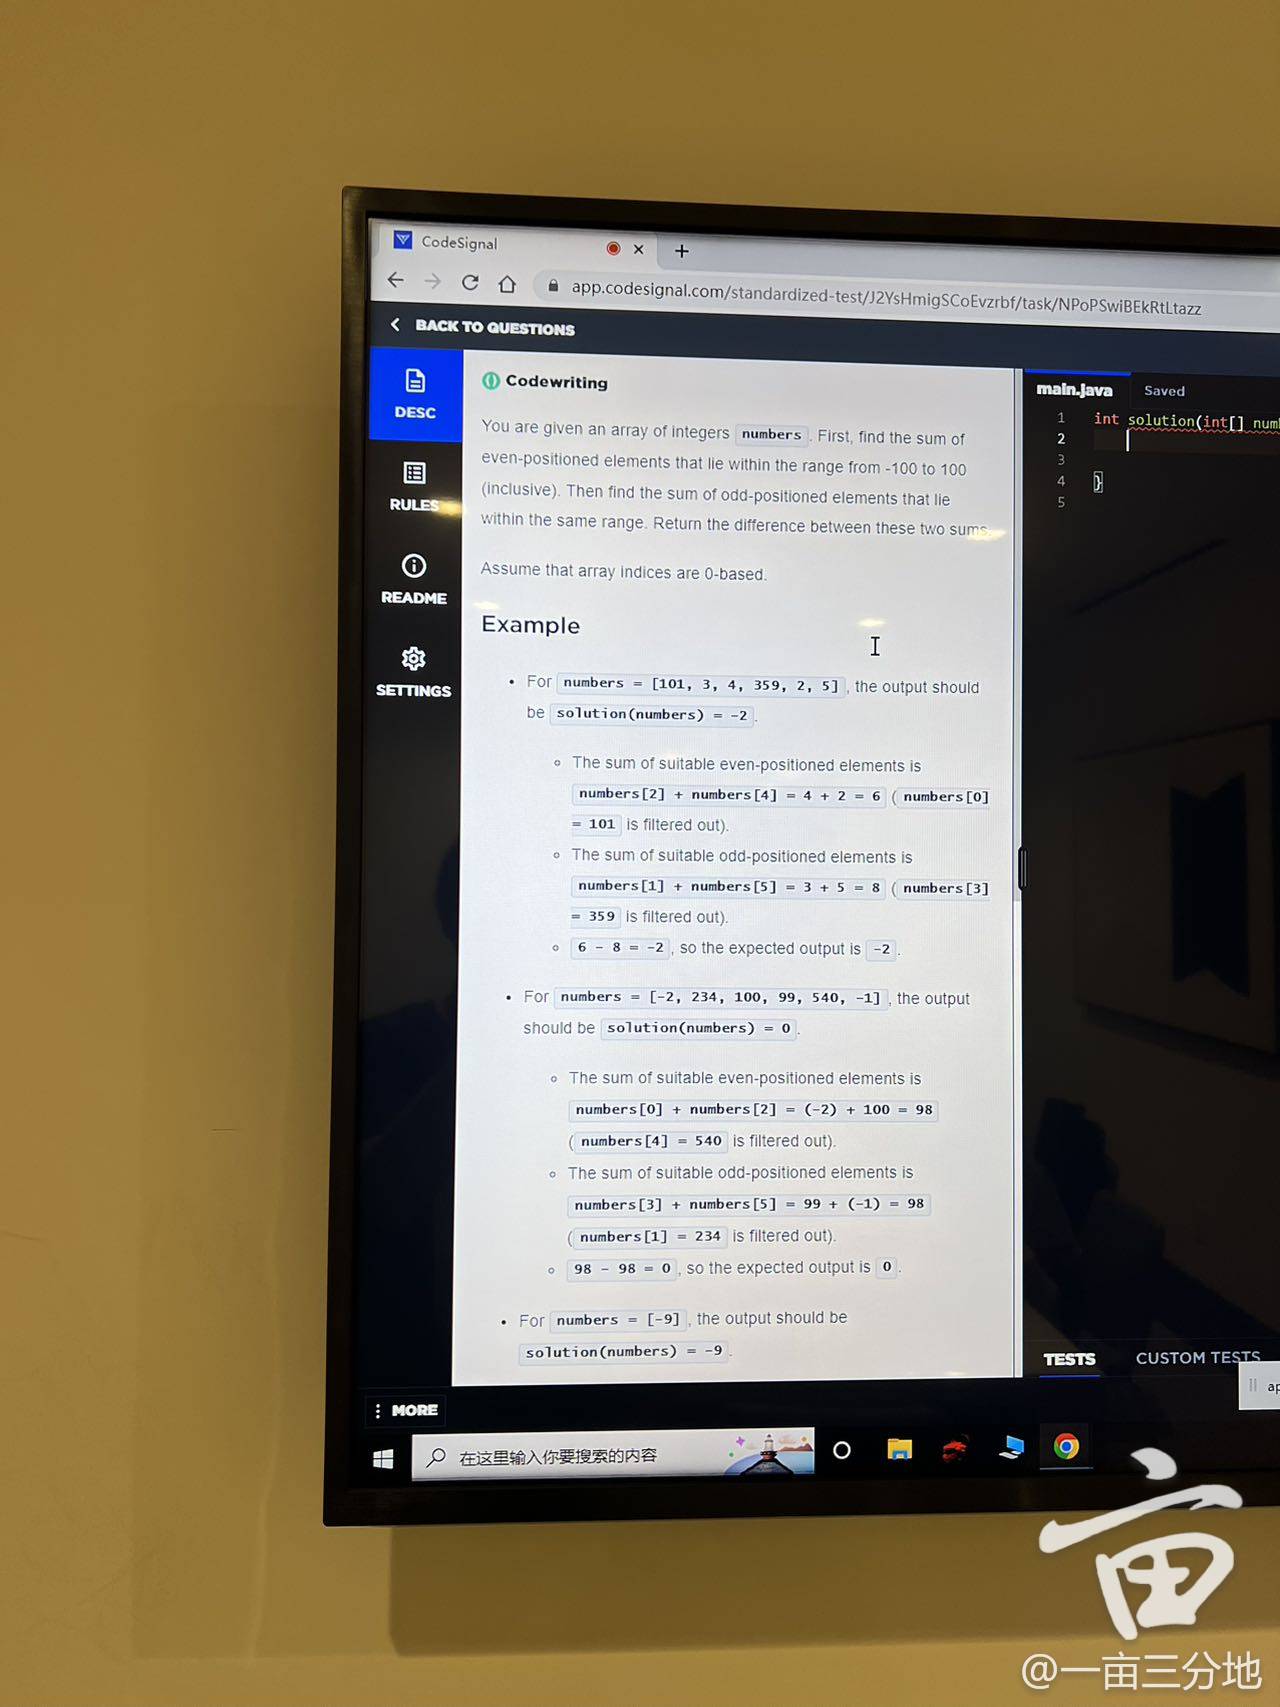 CodeSignal
app.codesignal.com/standardized-test/J2YsHmigSCoEvzrbf/task/NPoPSwiBEkRtLtazz
BACK TO QUESTIONS
DESC
RULES
README
SETTINGS
Codewriting
You are given an array of integers numbers . First, find the sum of
even-positioned elements that lie within the range from -100 to 100
(inclusive). Then find the sum of odd-positioned elements that lie
within the same range. Return the difference between these two sums.
Assume that array indices are 0-based.
Example
• For numbers = [101, 3, 4, 359, 2, 5] , the output should
be solution(numbers) = -2 .
◦ The sum of suitable even-positioned elements is
numbers[2] + numbers[4] = 4 + 2 = 6 ( numbers[0]
= 101 is filtered out).
◦ The sum of suitable odd-positioned elements is
numbers[1] + numbers[5] = 3 + 5 = 8 ( numbers[3]
= 359 is filtered out).
◦ 6 - 8 = -2 , so the expected output is -2 .
• For numbers = [-2, 234, 100, 99, 540, -1] , the output
should be solution(numbers) = 0 .
◦ The sum of suitable even-positioned elements is
numbers[0] + numbers[2] = (-2) + 100 = 98
( numbers[4] = 540 is filtered out).
◦ The sum of suitable odd-positioned elements is
numbers[3] + numbers[5] = 99 + (-1) = 98
( numbers[1] = 234 is filtered out).
◦ 98 - 98 = 0 , so the expected output is 0 .
• For numbers = [-9] , the output should be
solution(numbers) = -9 .
main.java Saved
1 int solution(int[] num
2
3
4 }
5
TESTS CUSTOM TESTS
ap
MORE
在这里输入你要搜索的内容
亩
@一亩三分地